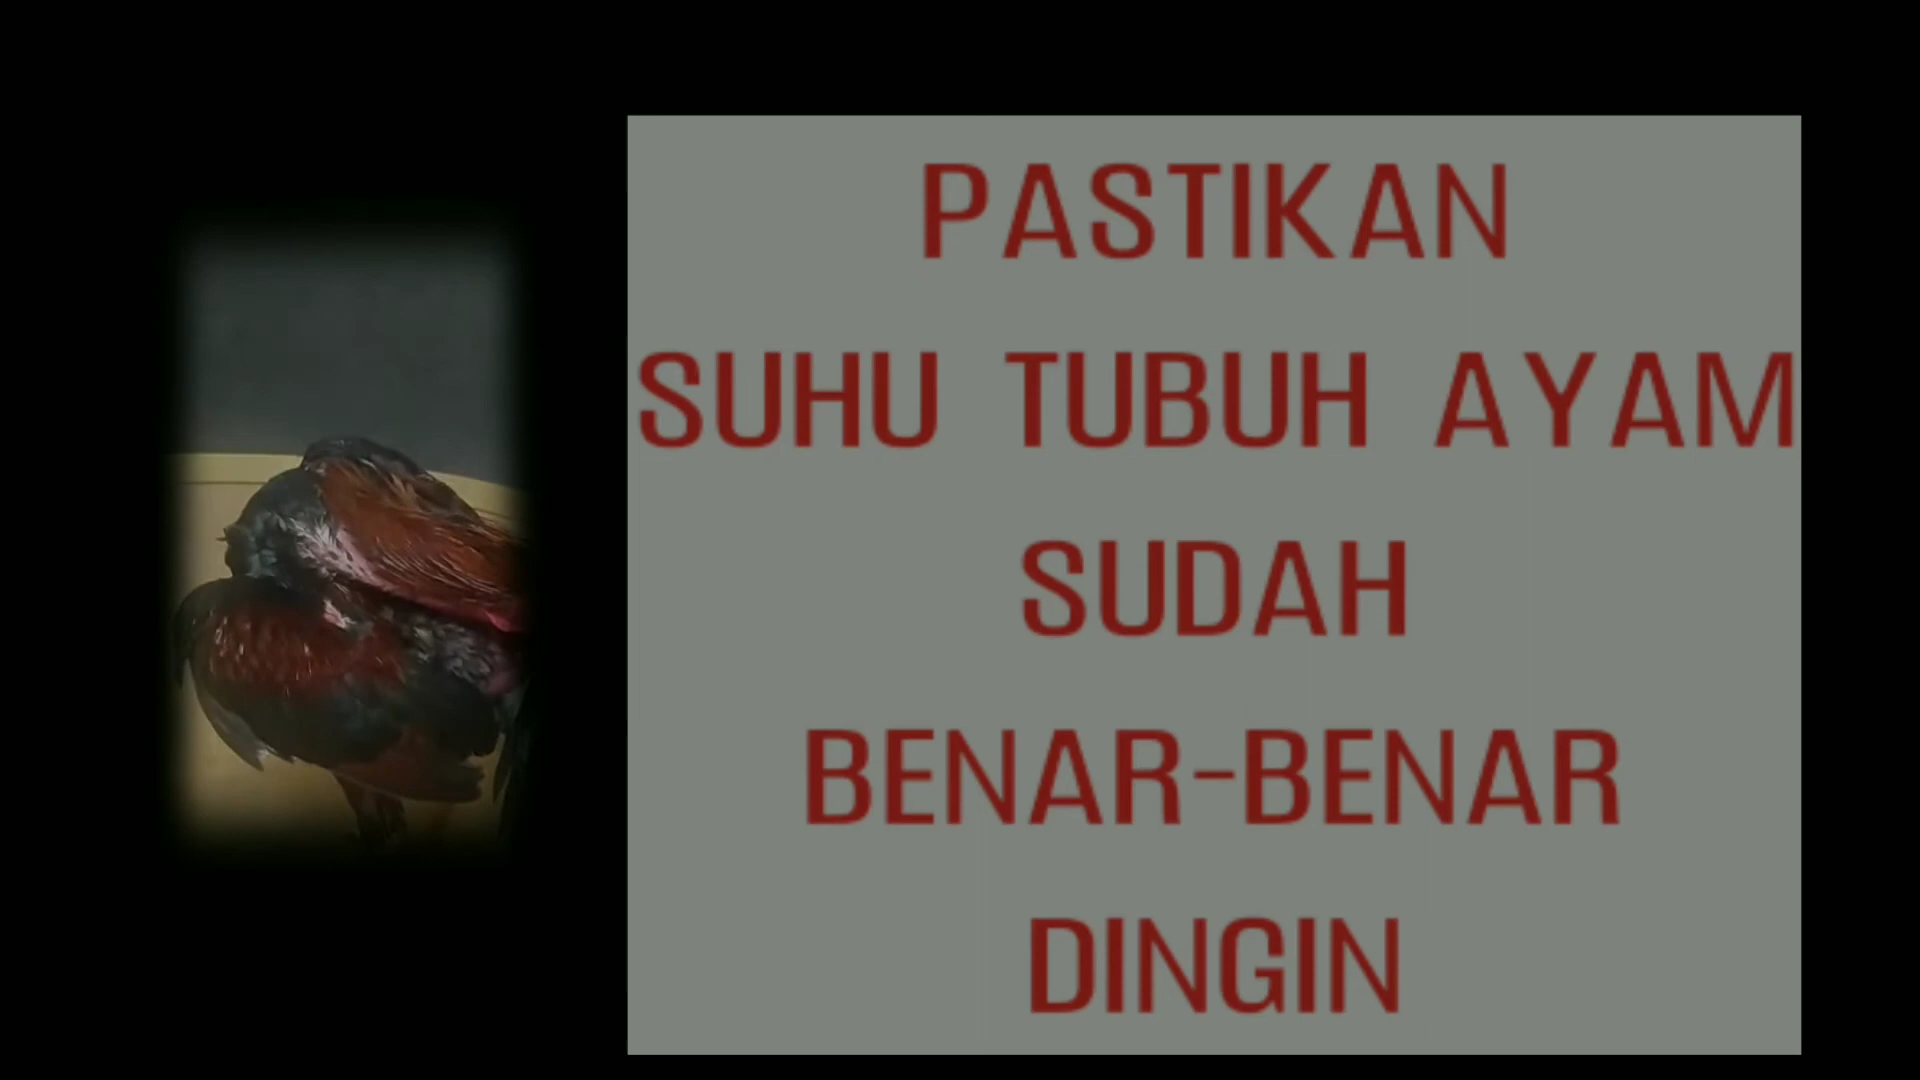 PASTIKAN
SUHU TUBUH AYAM
SUDAH
BENAR-BENAR
DINGIN